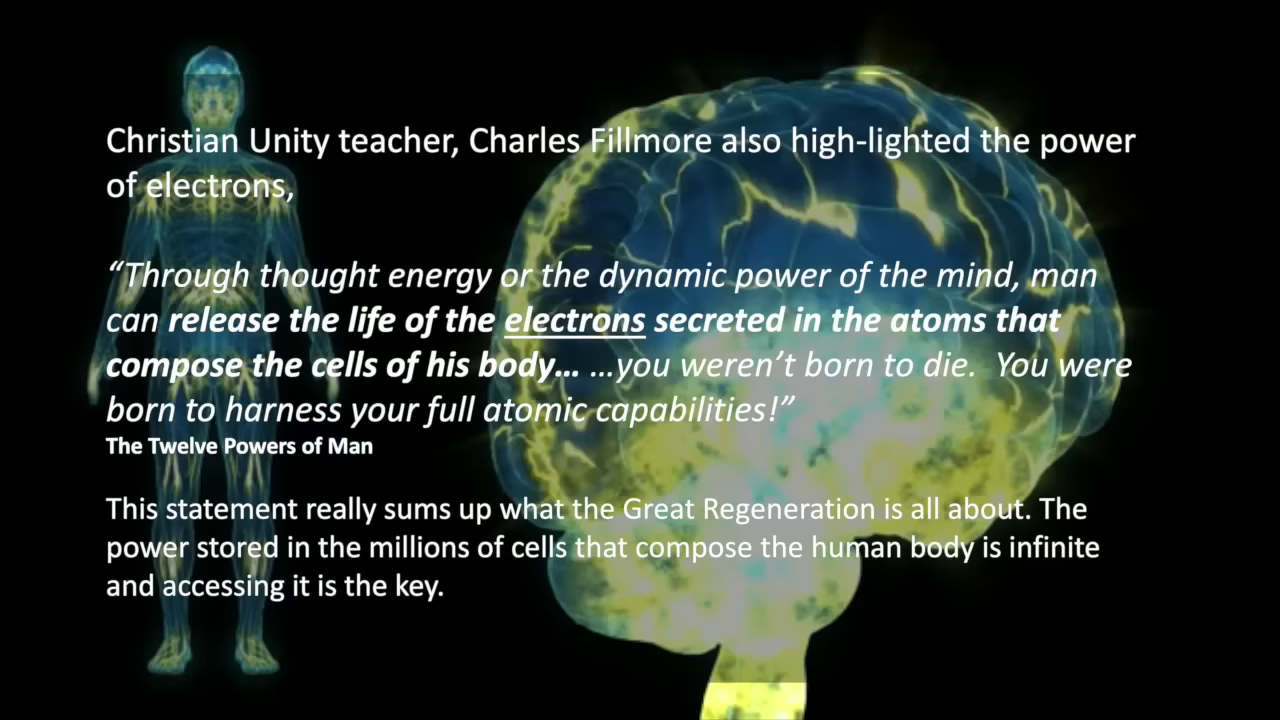 Christian Unity teacher, Charles Fillmore also high-lighted the power
of electrons,
“Through thought energy or the dynamic power of the mind, man
can release the life of the electrons secreted in the atoms that
compose the cells of his body... ...you weren’t born to die.  You were
born to harness your full atomic capabilities!”
The Twelve Powers of Man
This statement really sums up what the Great Regeneration is all about. The
power stored in the millions of cells that compose the human body is infinite
and accessing it is the key.